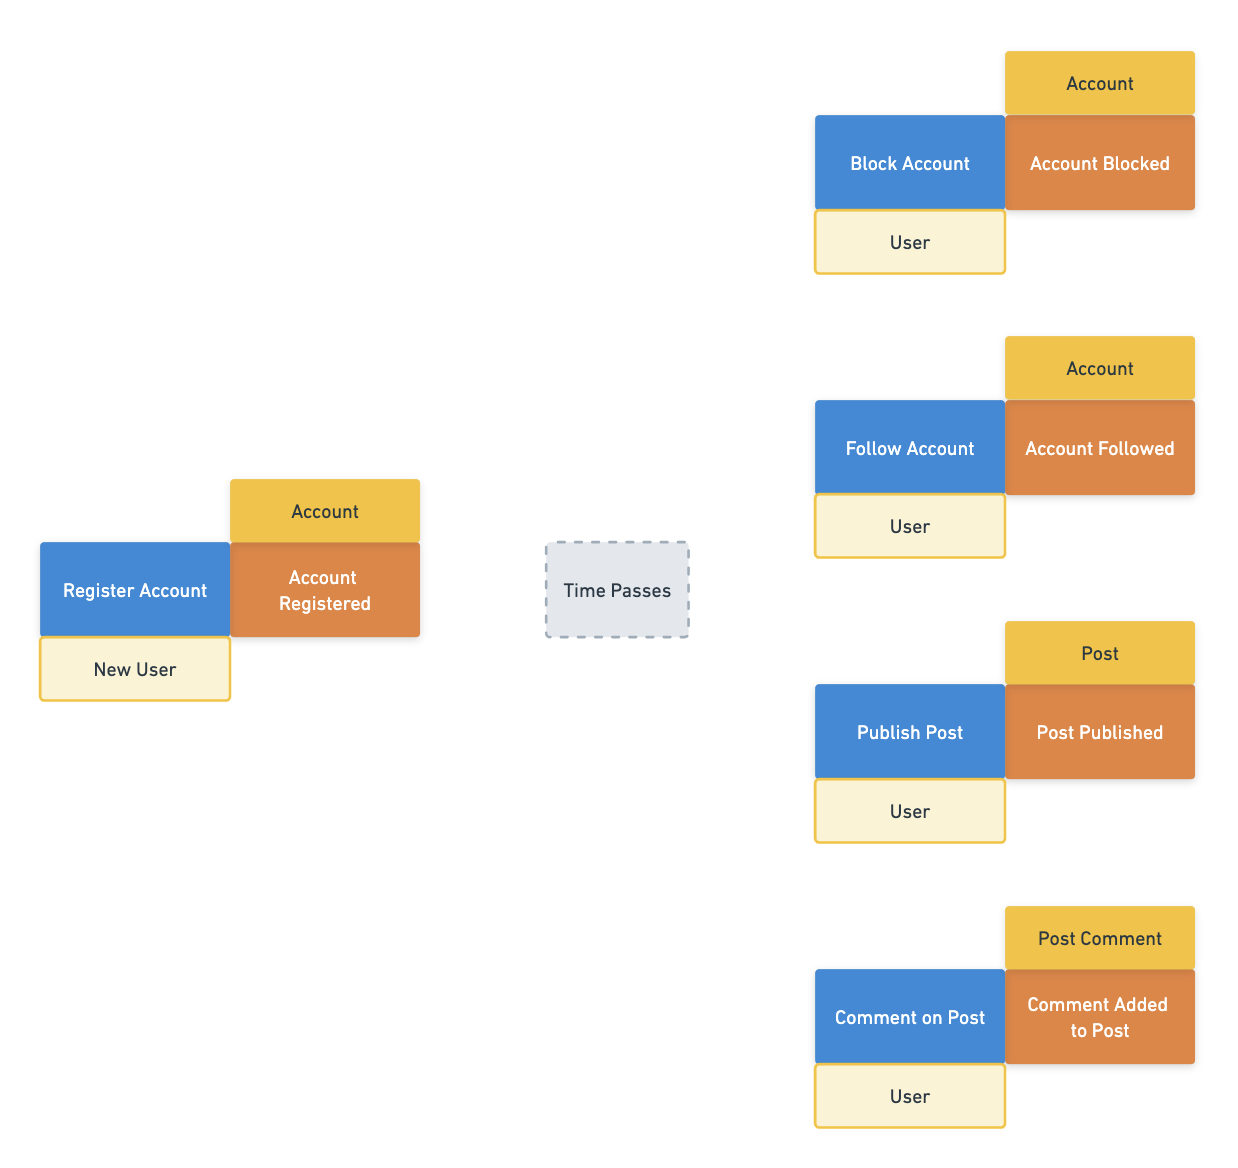 Account
Block Account
Account Blocked
User
Account
Follow Account
Account Followed
User
Account
Register Account
Account
Registered
New User
Time Passes
Post
Publish Post
Post Published
User
Post Comment
Comment on Post
Comment Added
to Post
User